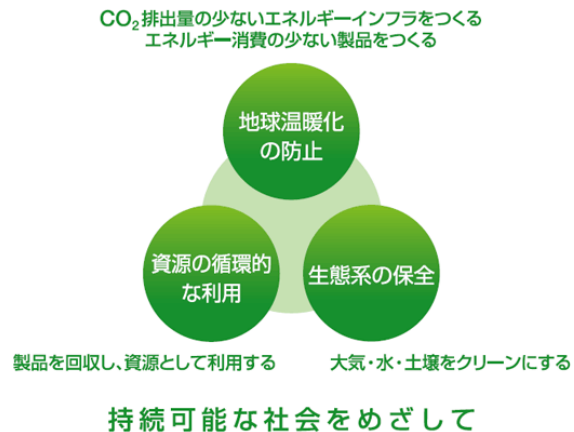 CO₂排出量の少ないエネルギーインフラをつくる
エネルギー消費の少ない製品をつくる
地球温暖化
の防止
資源の循環的
な利用
生態系の保全
製品を回収し、資源として利用する
大気・水・土壌をクリーンにする
持続可能な社会をめざして